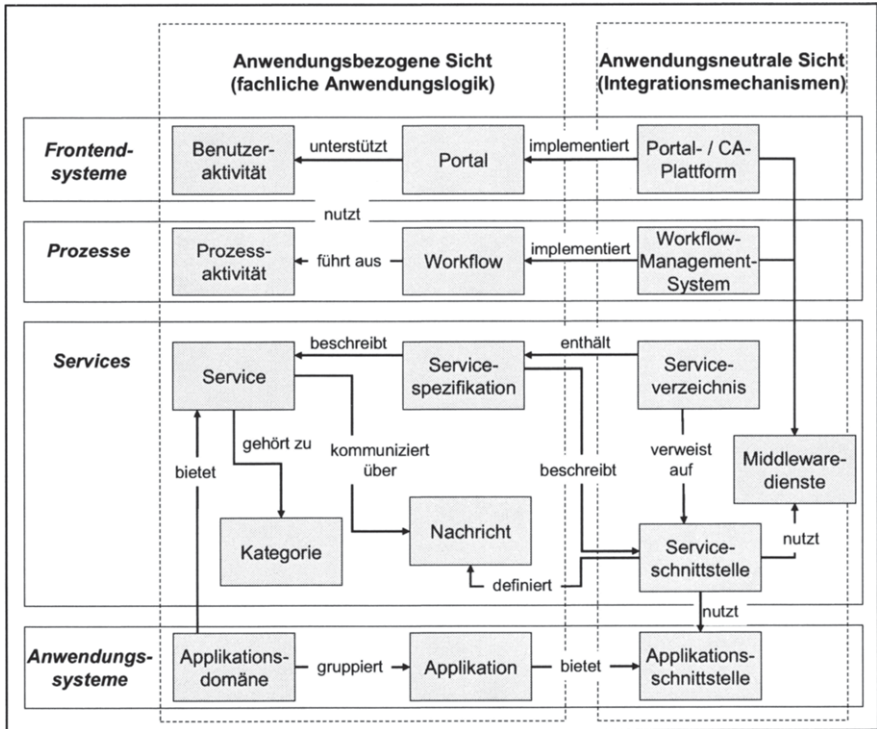 Anwendungsbezogene Sicht
(fachliche Anwendungslogik)
Anwendungsneutrale Sicht
(Integrationsmechanismen)
Frontend-
systeme
Benutzer-
aktivität
unterstützt
Portal
implementiert
Portal- / CA-
Plattform
nutzt
Prozesse
Prozess-
aktivität
führt aus
Workflow
implementiert
Workflow-
Management-
System
Services
Service
beschreibt
Service-
spezifikation
enthält
Service-
verzeichnis
gehört zu
kommuniziert
über
bietet
beschreibt
verweist
auf
Middleware-
dienste
Kategorie
Nachricht
definiert
Service-
schnittstelle
nutzt
nutzt
Anwendungs-
systeme
Applikations-
domäne
gruppiert
Applikation
bietet
Applikations-
schnittstelle